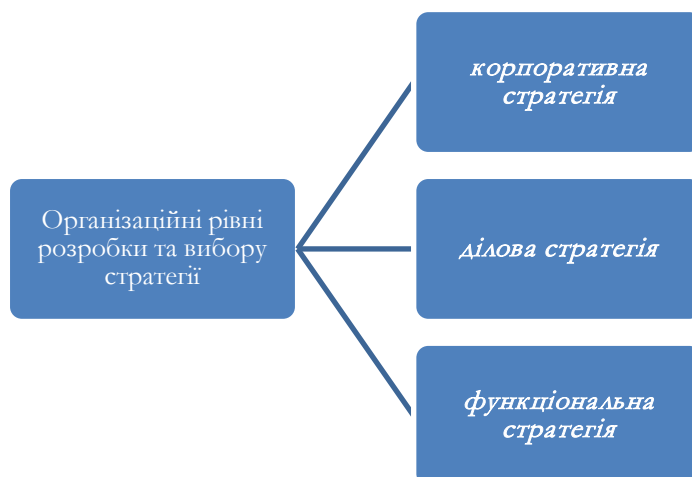 корпоративна
стратегія
Організаційні рівні
розробки та вибору
стратегії
ділова стратегія
функціональна
стратегія